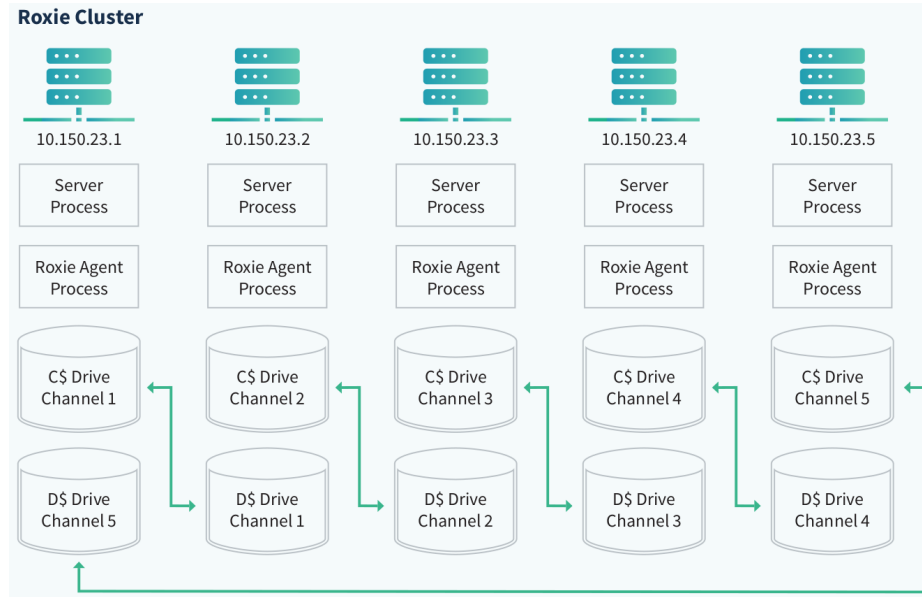 Roxie Cluster
10.150.23.1
10.150.23.2
10.150.23.3
10.150.23.4
10.150.23.5
Server
Process
Server
Process
Server
Process
Server
Process
Server
Process
Roxie Agent
Process
Roxie Agent
Process
Roxie Agent
Process
Roxie Agent
Process
Roxie Agent
Process
C$ Drive
Channel 1
C$ Drive
Channel 2
C$ Drive
Channel 3
C$ Drive
Channel 4
C$ Drive
Channel 5
D$ Drive
Channel 5
D$ Drive
Channel 1
D$ Drive
Channel 2
D$ Drive
Channel 3
D$ Drive
Channel 4